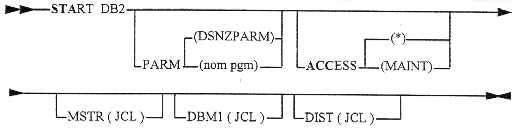 START DB2
(DSNZPARM)
(*)
PARM (nom pgm)
ACCESS (MAINT)
MSTR ( JCL ) DBM1 ( JCL ) DIST ( JCL )